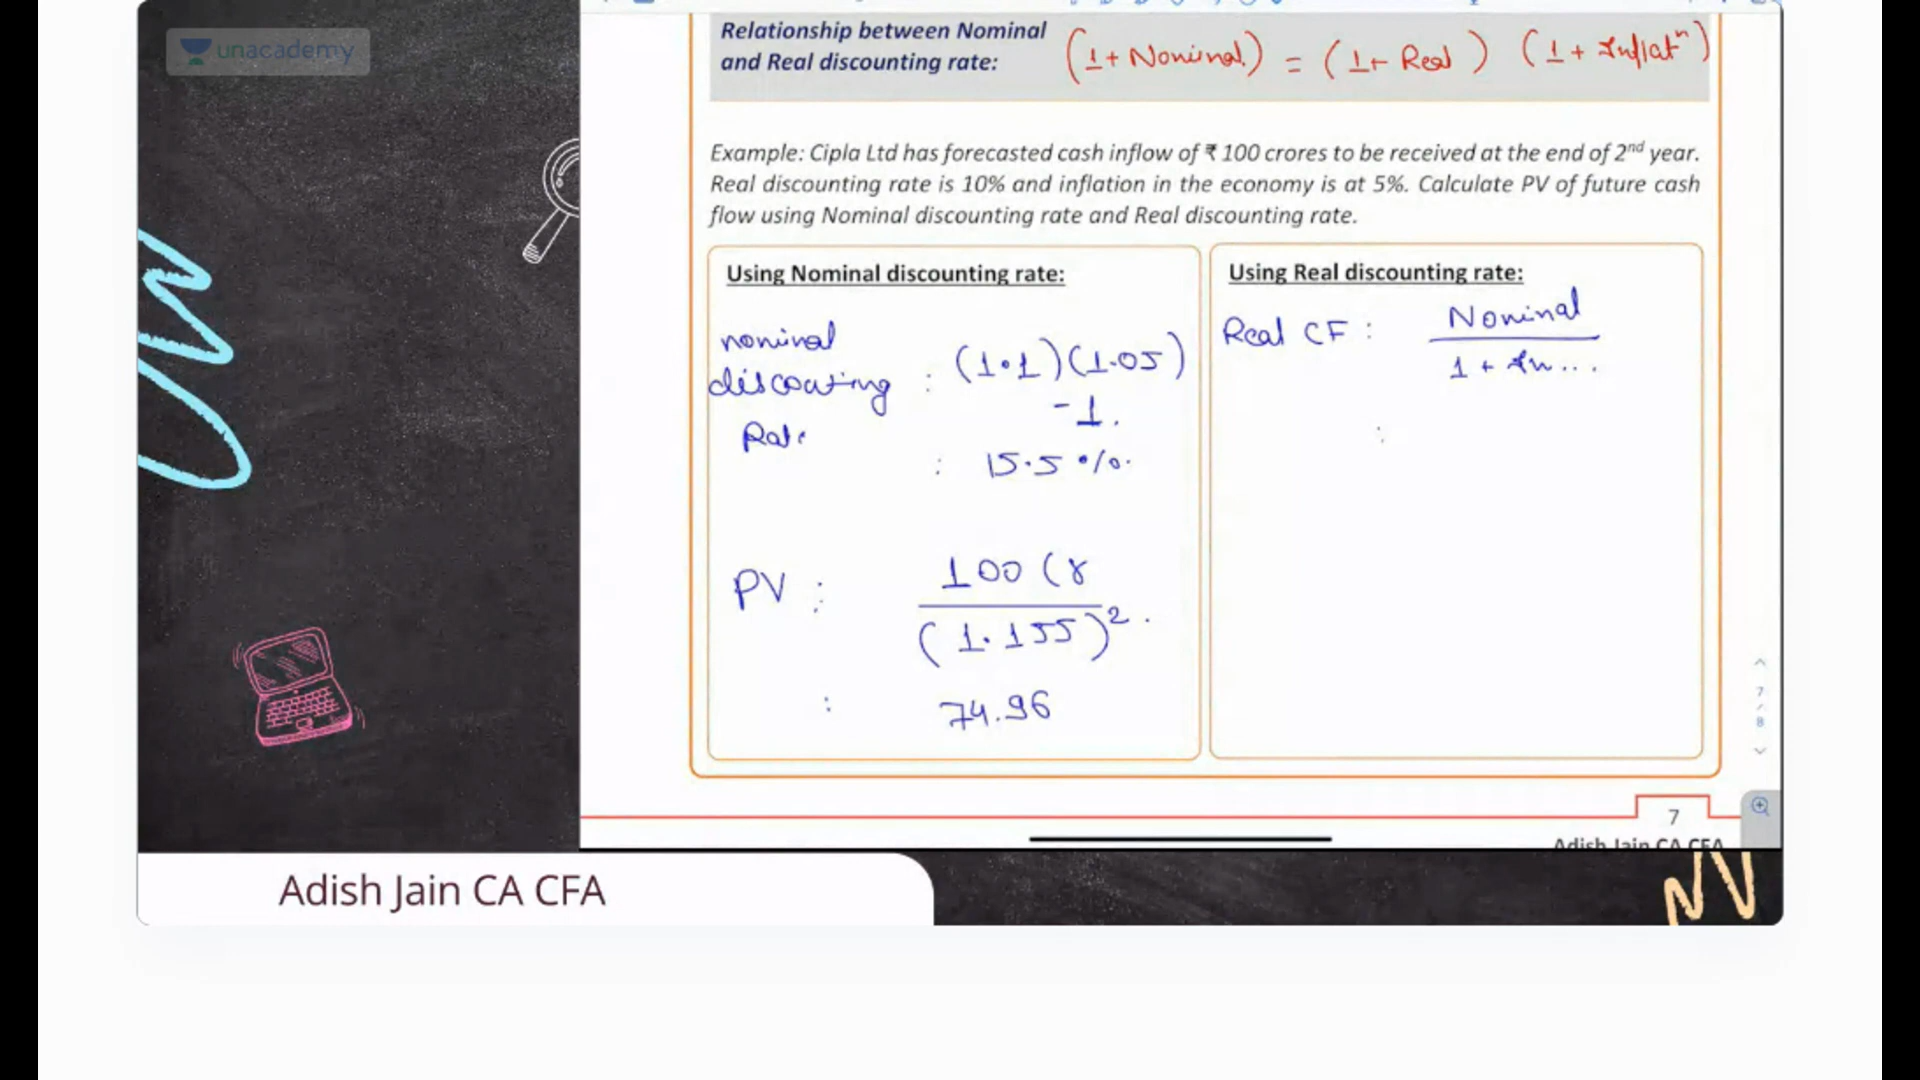 unacademy
Relationship between Nominal
and Real discounting rate:
(1 + Nominal) = (1 + Real) (1 + Inflatⁿ)
Example: Cipla Ltd has forecasted cash inflow of ₹ 100 crores to be received at the end of 2nd year.
Real discounting rate is 10% and inflation in the economy is at 5%. Calculate PV of future cash
flow using Nominal discounting rate and Real discounting rate.
Using Nominal discounting rate:
nominal
discouting : (1.1)(1.05)
-1.
Rate
: 15.5 %.
PV : 100 Cr
(1.155)².
: 74.96
Using Real discounting rate:
Real CF : Nominal
1 + In...
:
7
/
8
7
Adish Jain CA CFA
Adish Jain CA CFA